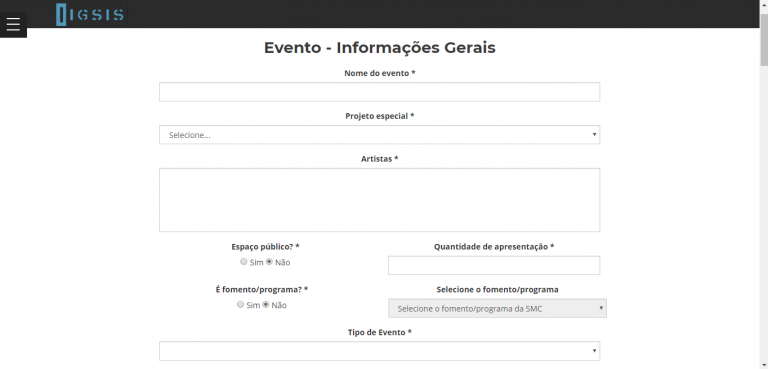 IGSIS
Evento - Informações Gerais
Nome do evento *
Projeto especial *
Selecione...
Artistas *
Espaço público? *
Sim Não
Quantidade de apresentação *
É fomento/programa? *
Sim Não
Selecione o fomento/programa
Selecione o fomento/programa da SMC
Tipo de Evento *